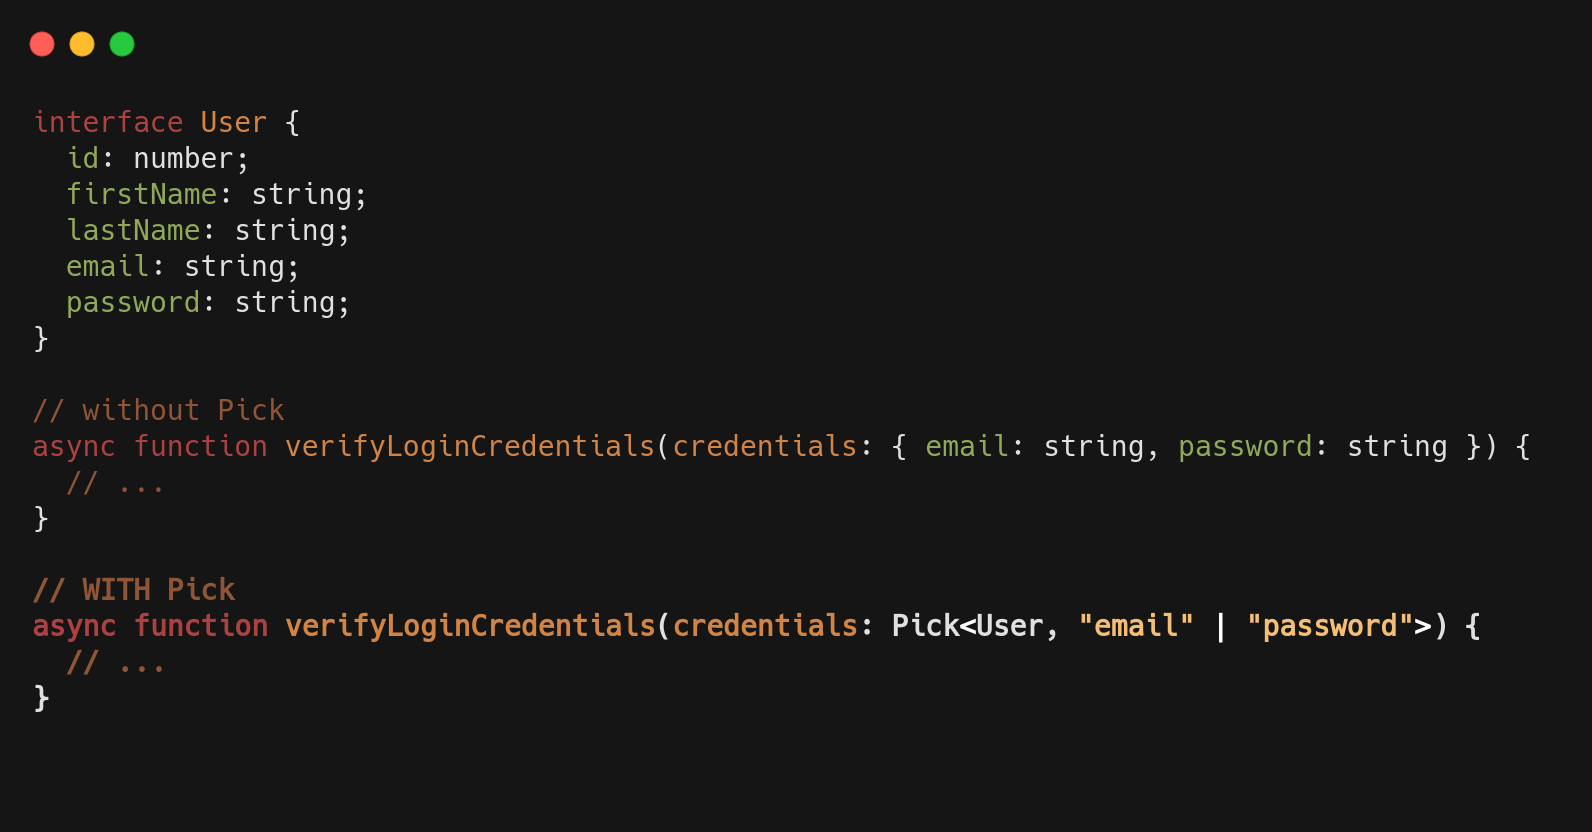 interface User {
  id: number;
  firstName: string;
  lastName: string;
  email: string;
  password: string;
}
// without Pick
async function verifyLoginCredentials(credentials: { email: string, password: string }) {
  // ...
}
// WITH Pick
async function verifyLoginCredentials(credentials: Pick<User, "email" | "password">) {
  // ...
}